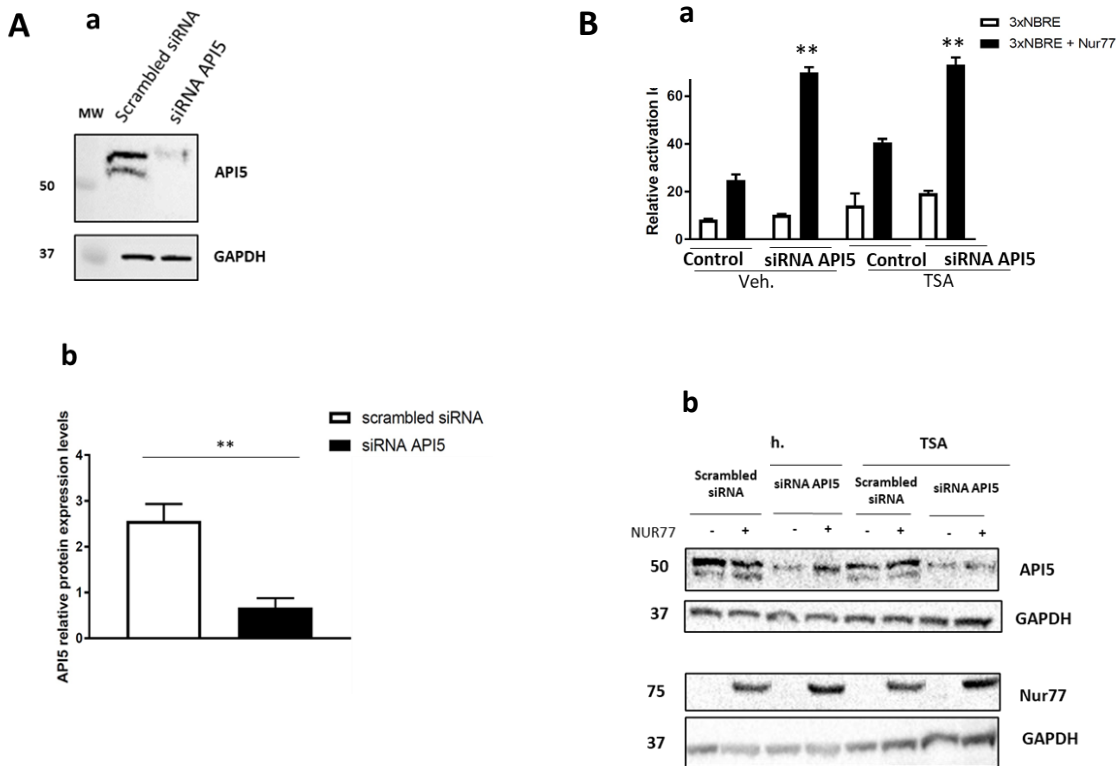 A
a
MW
Scrambled siRNA
siRNA API5
50
API5
37
GAPDH
b
scrambled siRNA
siRNA API5
**
API5 relative protein expression levels
4
3
2
1
0
B
a
3xNBRE
3xNBRE + Nur77
** **
Relative activation l
60
40
20
0
Control siRNA API5 Control siRNA API5
Veh. TSA
b
h. TSA
Scrambled siRNA API5 Scrambled siRNA API5
siRNA siRNA
NUR77 - + - + - + - +
50 API5
37 GAPDH
75 Nur77
37 GAPDH